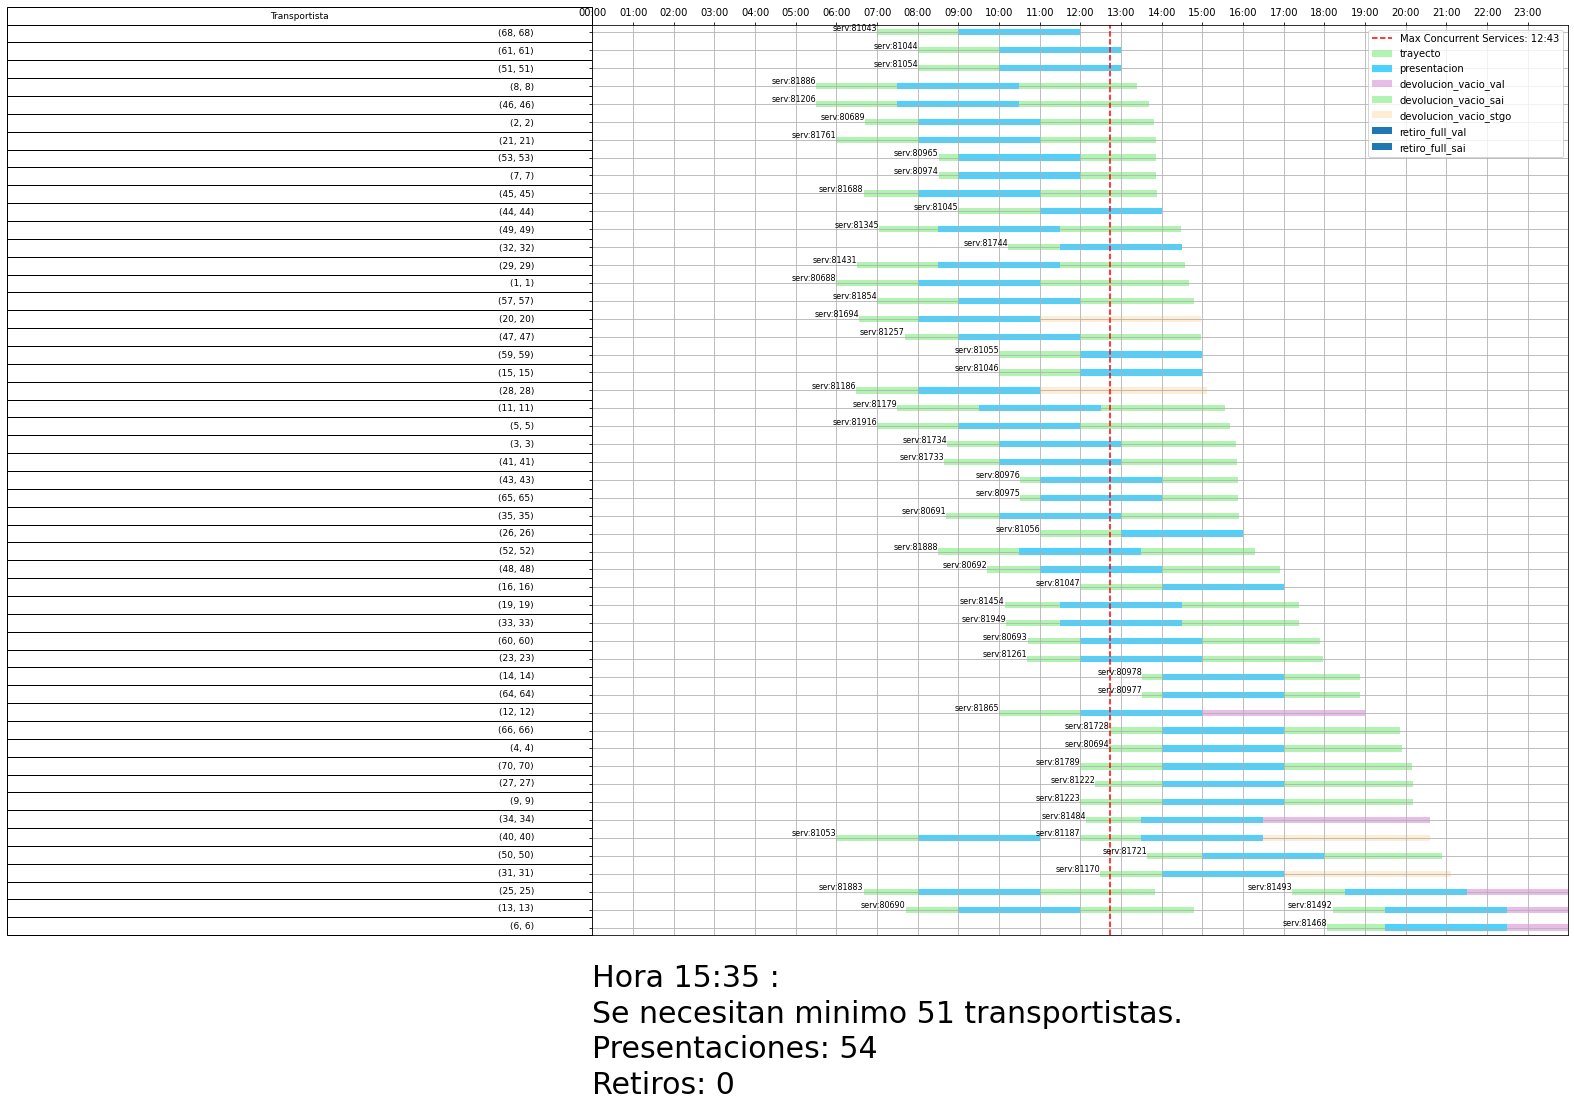 Transportista
00:00 01:00 02:00 03:00 04:00 05:00 06:00 07:00 08:00 09:00 10:00 11:00 12:00 13:00 14:00 15:00 16:00 17:00 18:00 19:00 20:00 21:00 22:00 23:00
Max Concurrent Services: 12:43
trayecto
presentacion
devolucion_vacio_val
devolucion_vacio_sai
devolucion_vacio_stgo
retiro_full_val
retiro_full_sai
(68, 68) serv:81043
(61, 61) serv:81044
(51, 51) serv:81054
(8, 8) serv:81886
(46, 46) serv:81206
(2, 2) serv:80689
(21, 21) serv:81761
(53, 53) serv:80965
(7, 7) serv:80974
(45, 45) serv:81688
(44, 44) serv:81045
(49, 49) serv:81345
(32, 32) serv:81744
(29, 29) serv:81431
(1, 1) serv:80688
(57, 57) serv:81854
(20, 20) serv:81694
(47, 47) serv:81257
(59, 59) serv:81055
(15, 15) serv:81046
(28, 28) serv:81186
(11, 11) serv:81179
(5, 5) serv:81916
(3, 3) serv:81734
(41, 41) serv:81733
(43, 43) serv:80976
(65, 65) serv:80975
(35, 35) serv:80691
(26, 26) serv:81056
(52, 52) serv:81888
(48, 48) serv:80692
(16, 16) serv:81047
(19, 19) serv:81454
(33, 33) serv:81949
(60, 60) serv:80693
(23, 23) serv:81261
(14, 14) serv:80978
(64, 64) serv:80977
(12, 12) serv:81865
(66, 66) serv:81728
(4, 4) serv:80694
(70, 70) serv:81789
(27, 27) serv:81222
(9, 9) serv:81223
(34, 34) serv:81484
(40, 40) serv:81053 serv:81187
(50, 50) serv:81721
(31, 31) serv:81170
(25, 25) serv:81883 serv:81493
(13, 13) serv:80690 serv:81492
(6, 6) serv:81468
Hora 15:35 :
Se necesitan minimo 51 transportistas.
Presentaciones: 54
Retiros: 0